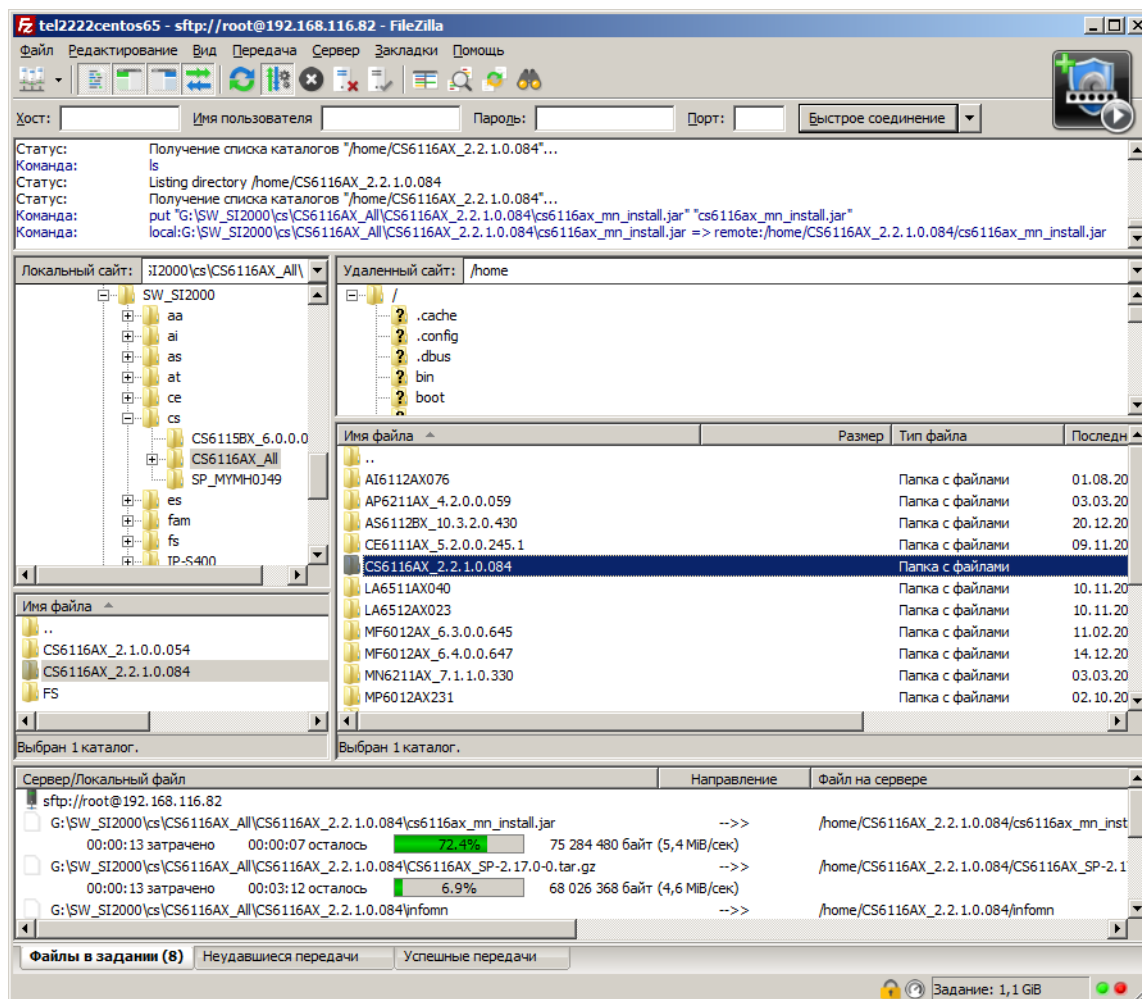 tel2222centos65 - sftp://root@192.168.116.82 - FileZilla
Файл Редактирование Вид Передача Сервер Закладки Помощь
Хост: Имя пользователя Пароль: Порт: Быстрое соединение
Статус: Получение списка каталогов "/home/CS6116AX_2.2.1.0.084"...
Команда: ls
Статус: Listing directory /home/CS6116AX_2.2.1.0.084
Статус: Получение списка каталогов "/home/CS6116AX_2.2.1.0.084"...
Команда: put "G:\SW_SI2000\cs\CS6116AX_All\CS6116AX_2.2.1.0.084\cs6116ax_mn_install.jar" "cs6116ax_mn_install.jar"
Команда: local:G:\SW_SI2000\cs\CS6116AX_All\CS6116AX_2.2.1.0.084\cs6116ax_mn_install.jar => remote:/home/CS6116AX_2.2.1.0.084/cs6116ax_mn_install.jar
Локальный сайт: SI2000\cs\CS6116AX_All\
SW_SI2000
aa
ai
as
at
ce
cs
CS6115BX_6.0.0.0
CS6116AX_All
SP_MYMH0J49
es
fam
fs
IP-S400
Имя файла
..
CS6116AX_2.1.0.0.054
CS6116AX_2.2.1.0.084
FS
Выбран 1 каталог.
Удаленный сайт: /home
/
? .cache
? .config
? .dbus
? bin
? boot
Имя файла Размер Тип файла Последн
..
AI6112AX076 Папка с файлами 01.08.20
AP6211AX_4.2.0.0.059 Папка с файлами 03.03.20
AS6112BX_10.3.2.0.430 Папка с файлами 20.12.20
CE6111AX_5.2.0.0.245.1 Папка с файлами 09.11.20
CS6116AX_2.2.1.0.084 Папка с файлами
LA6511AX040 Папка с файлами 10.11.20
LA6512AX023 Папка с файлами 10.11.20
MF6012AX_6.3.0.0.645 Папка с файлами 11.02.20
MF6012AX_6.4.0.0.647 Папка с файлами 14.12.20
MN6211AX_7.1.1.0.330 Папка с файлами 03.03.20
MP6012AX231 Папка с файлами 02.10.20
Выбран 1 каталог.
Сервер/Локальный файл Направление Файл на сервере
sftp://root@192.168.116.82
G:\SW_SI2000\cs\CS6116AX_All\CS6116AX_2.2.1.0.084\cs6116ax_mn_install.jar -->> /home/CS6116AX_2.2.1.0.084/cs6116ax_mn_inst
00:00:13 затрачено 00:00:07 осталось 72.4% 75 284 480 байт (5,4 MiB/сек)
G:\SW_SI2000\cs\CS6116AX_All\CS6116AX_2.2.1.0.084\CS6116AX_SP-2.17.0-0.tar.gz -->> /home/CS6116AX_2.2.1.0.084/CS6116AX_SP-2.1
00:00:13 затрачено 00:03:12 осталось 6.9% 68 026 368 байт (4,6 MiB/сек)
G:\SW_SI2000\cs\CS6116AX_All\CS6116AX_2.2.1.0.084\infomn -->> /home/CS6116AX_2.2.1.0.084/infomn
Файлы в задании (8) Неудавшиеся передачи Успешные передачи
Задание: 1,1 GiB